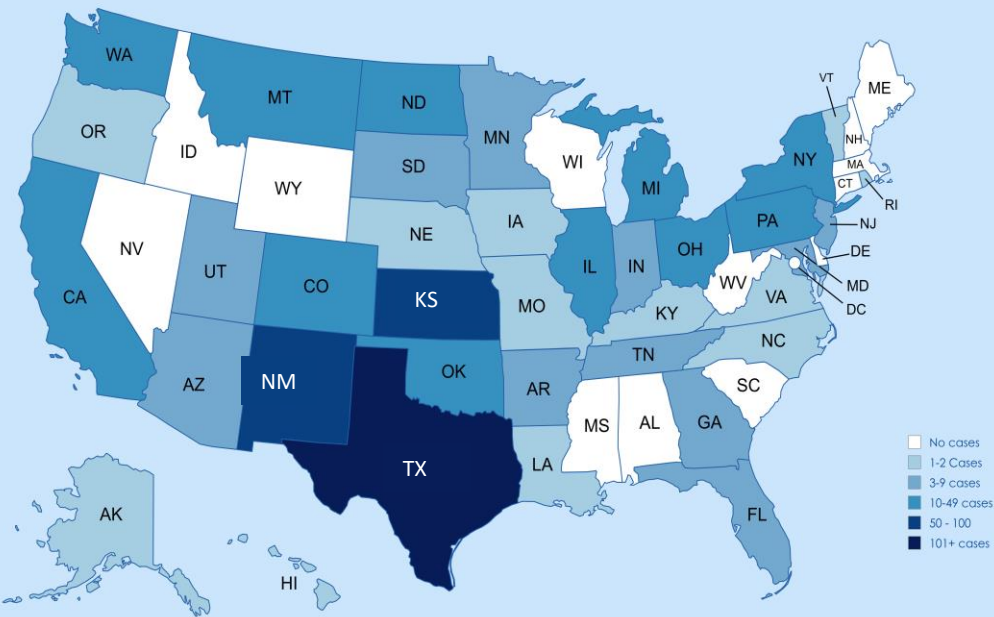 WA
MT
ND
MN
VT
ME
OR
ID
SD
WI
NY
NH
WY
MI
MA
CT
RI
NE
IA
PA
NJ
NV
UT
CO
IL
IN
OH
DE
CA
KS
MO
WV
MD
KY
VA
DC
NC
TN
AZ
NM
OK
AR
SC
MS
AL
GA
TX
LA
FL
AK
HI
No cases
1-2 Cases
3-9 cases
10-49 cases
50 - 100
101+ cases